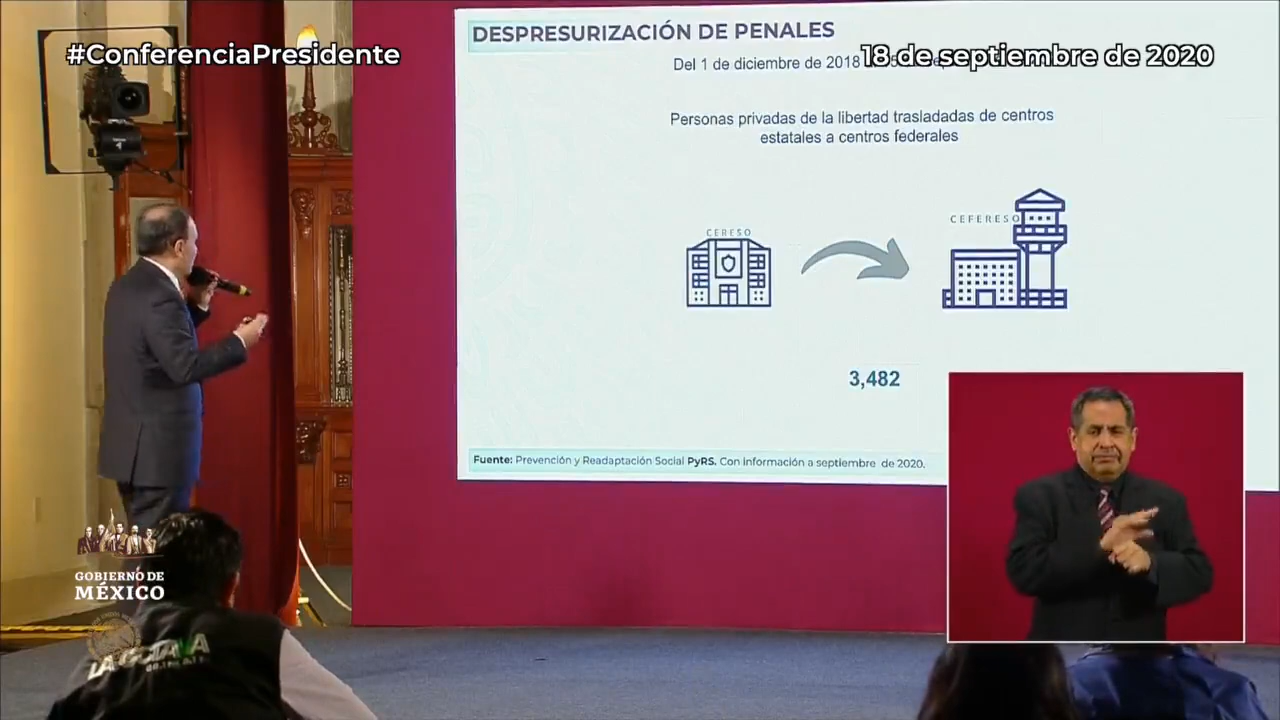 #ConferenciaPresidente
18 de septiembre de 2020
DESPRESURIZACIÓN DE PENALES
Del 1 de diciembre de 2018
Personas privadas de la libertad trasladadas de centros
estatales a centros federales
CERESO
CEFERESO
3,482
Fuente: Prevención y Readaptación Social PyRS. Con información a septiembre de 2020.
GOBIERNO DE
MÉXICO